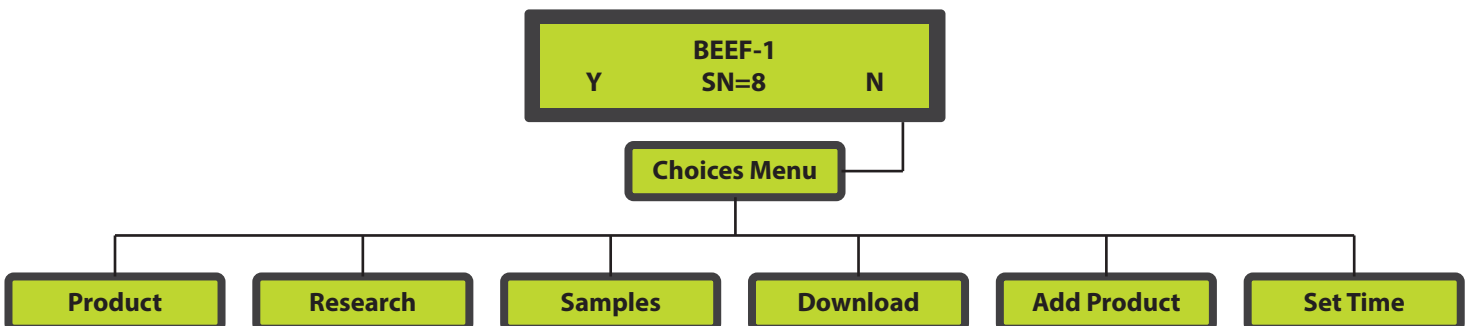 BEEF-1
Y SN=8 N
Choices Menu
Product Research Samples Download Add Product Set Time